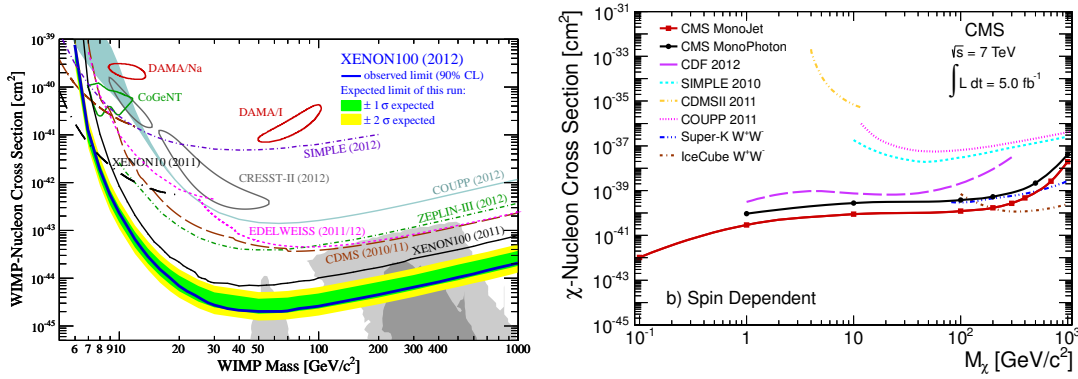 10⁻³⁹
10⁻⁴⁰
10⁻⁴¹
10⁻⁴²
10⁻⁴³
10⁻⁴⁴
10⁻⁴⁵
WIMP-Nucleon Cross Section [cm²]
6 7 8 9 10 20 30 40 50 100 200 300 400 1000
WIMP Mass [GeV/c²]
DAMA/Na
CoGeNT
DAMA/I
XENON10 (2011)
SIMPLE (2012)
CRESST-II (2012)
COUPP (2012)
ZEPLIN-III (2012)
EDELWEISS (2011/12)
CDMS (2010/11)
XENON100 (2011)
XENON100 (2012)
observed limit (90% CL)
Expected limit of this run:
± 1 σ expected
± 2 σ expected
10⁻³¹
10⁻³³
10⁻³⁵
10⁻³⁷
10⁻³⁹
10⁻⁴¹
10⁻⁴³
10⁻⁴⁵
χ-Nucleon Cross Section [cm²]
CMS MonoJet
CMS MonoPhoton
CDF 2012
SIMPLE 2010
CDMSII 2011
COUPP 2011
Super-K W⁺W⁻
IceCube W⁺W⁻
CMS
√s = 7 TeV
∫ L dt = 5.0 fb⁻¹
b) Spin Dependent
10⁻¹ 1 10 10² 10³
Mχ [GeV/c²]